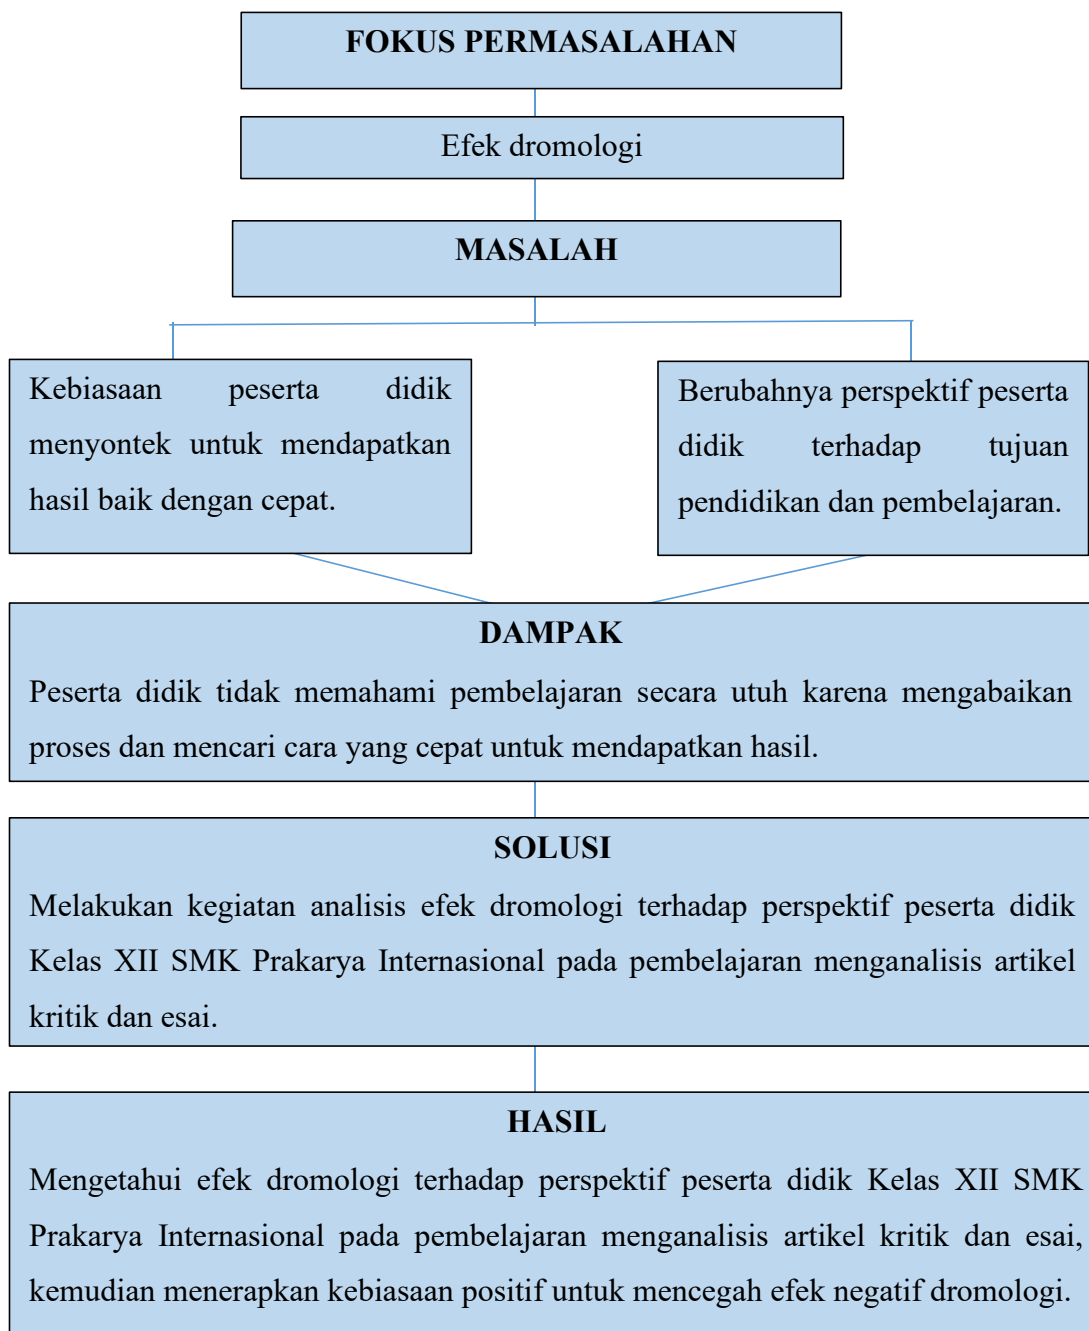 FOKUS PERMASALAHAN
Efek dromologi
MASALAH
Kebiasaan peserta didik
menyontek untuk mendapatkan
hasil baik dengan cepat.
Berubahnya perspektif peserta
didik terhadap tujuan
pendidikan dan pembelajaran.
DAMPAK
Peserta didik tidak memahami pembelajaran secara utuh karena mengabaikan
proses dan mencari cara yang cepat untuk mendapatkan hasil.
SOLUSI
Melakukan kegiatan analisis efek dromologi terhadap perspektif peserta didik
Kelas XII SMK Prakarya Internasional pada pembelajaran menganalisis artikel
kritik dan esai.
HASIL
Mengetahui efek dromologi terhadap perspektif peserta didik Kelas XII SMK
Prakarya Internasional pada pembelajaran menganalisis artikel kritik dan esai,
kemudian menerapkan kebiasaan positif untuk mencegah efek negatif dromologi.